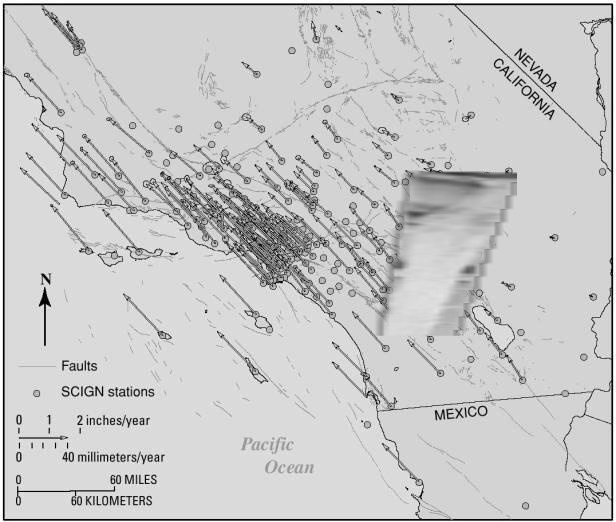 NEVADA
CALIFORNIA
N
Faults
SCIGN stations
0 1 2 inches/year
0 40 millimeters/year
0 60 MILES
0 60 KILOMETERS
MEXICO
Pacific
Ocean